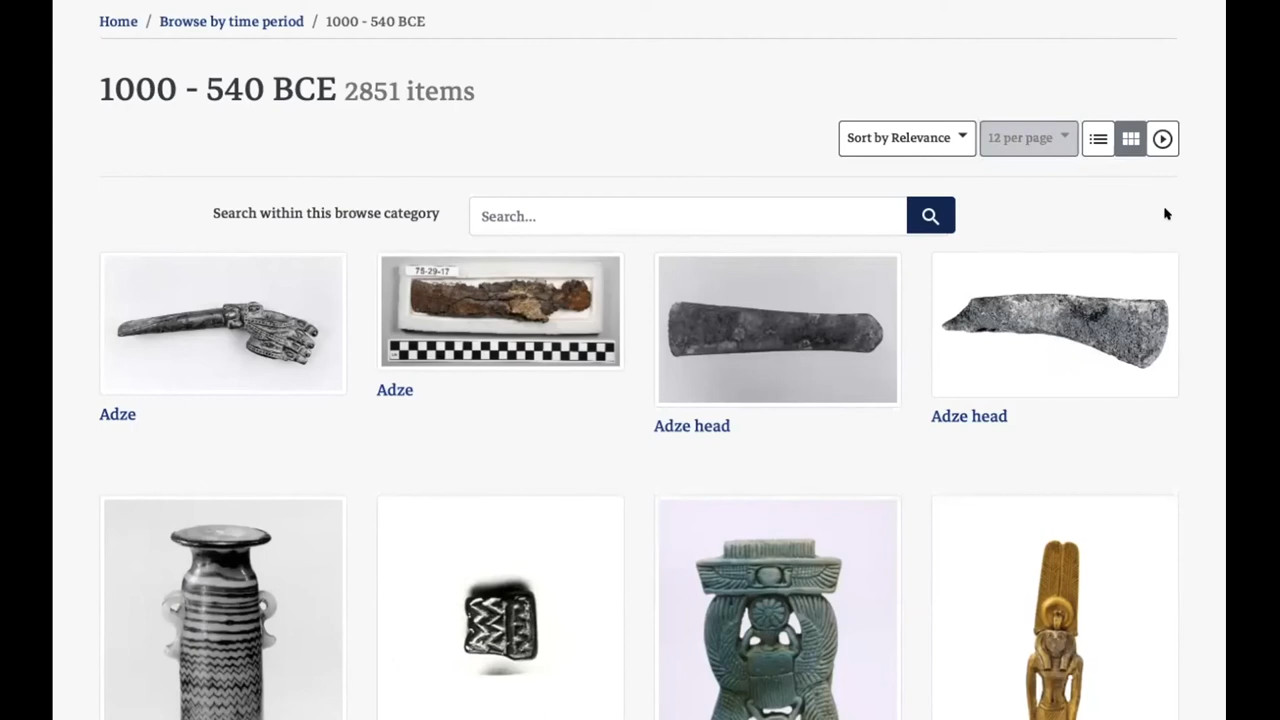 Home / Browse by time period / 1000 - 540 BCE
1000 - 540 BCE 2851 items
Sort by Relevance
12 per page
Search within this browse category
Search...
75-29-17
Adze
Adze
Adze head
Adze head